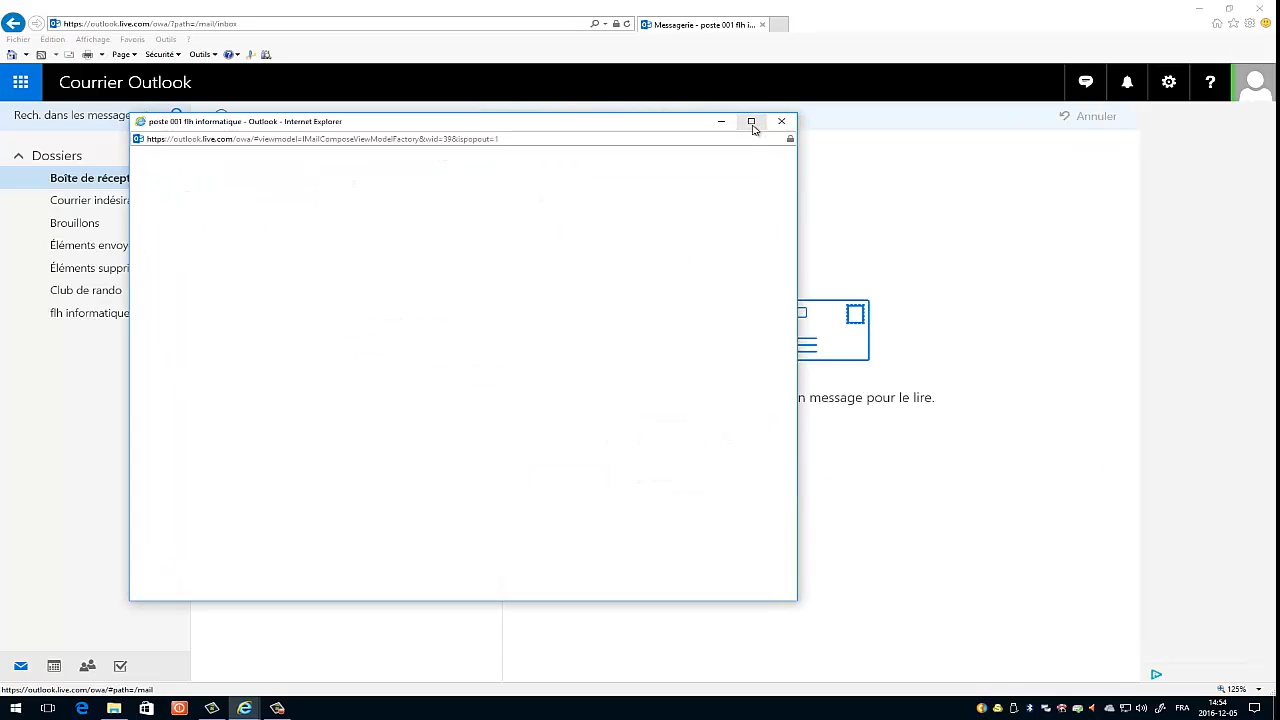 https://outlook.live.com/owa/?path=/mail/inbox
Messagerie - poste 001 flh i...
Fichier Édition Affichage Favoris Outils ?
Page Sécurité Outils
Courrier Outlook
?
Rech. dans les message
Annuler
poste 001 flh informatique - Outlook - Internet Explorer
https://outlook.live.com/owa/#viewmodel=IMailComposeViewModelFactory&wid=39&ispopout=1
Dossiers
Boîte de récept
Courrier indésira
Brouillons
Éléments envoy
Éléments suppri
Club de rando
flh informatique
n message pour le lire.
https://outlook.live.com/owa/#path=/mail
125%
FRA
14:54
2016-12-05